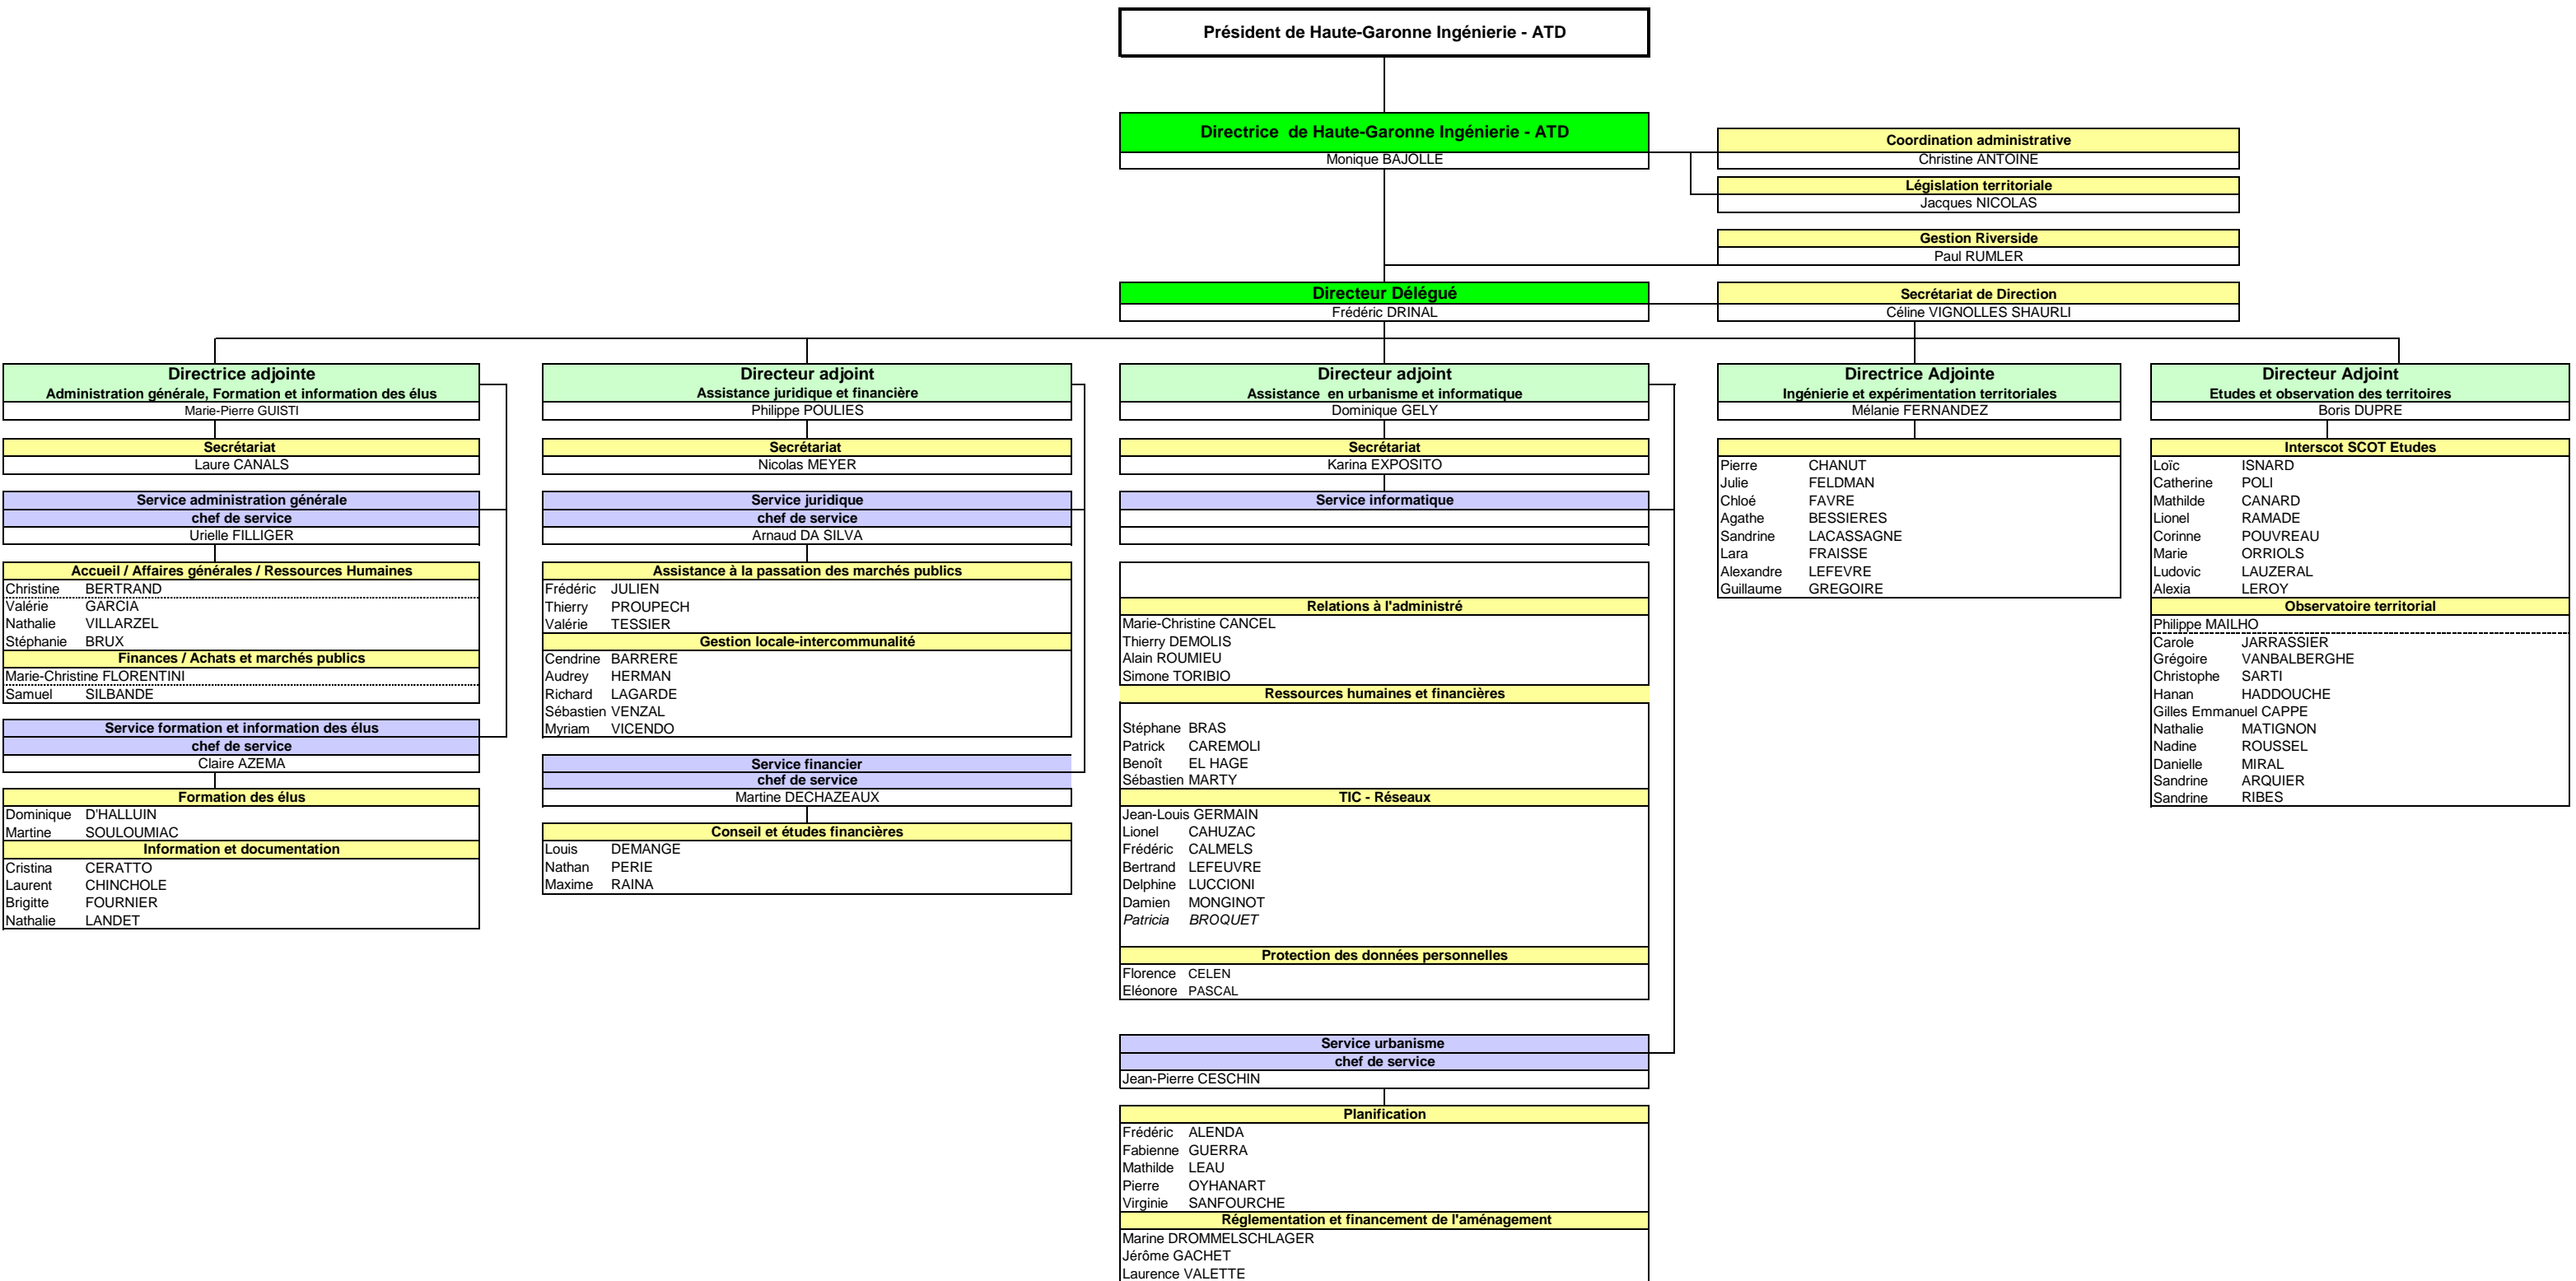 Président de Haute-Garonne Ingénierie - ATD
Directrice de Haute-Garonne Ingénierie - ATD
Monique BAJOLLE
Coordination administrative
Christine ANTOINE
Législation territoriale
Jacques NICOLAS
Gestion Riverside
Paul RUMLER
Directeur Délégué
Frédéric DRINAL
Secrétariat de Direction
Céline VIGNOLLES SHAURLI
Directrice adjointe
Administration générale, Formation et information des élus
Marie-Pierre GUISTI
Secrétariat
Laure CANALS
Service administration générale
chef de service
Urielle FILLIGER
Accueil / Affaires générales / Ressources Humaines
Christine BERTRAND
Valérie GARCIA
Nathalie VILLARZEL
Stéphanie BRUX
Finances / Achats et marchés publics
Marie-Christine FLORENTINI
Samuel SILBANDE
Service formation et information des élus
chef de service
Claire AZEMA
Formation des élus
Dominique D'HALLUIN
Martine SOULOUMIAC
Information et documentation
Cristina CERATTO
Laurent CHINCHOLE
Brigitte FOURNIER
Nathalie LANDET
Directeur adjoint
Assistance juridique et financière
Philippe POULIES
Secrétariat
Nicolas MEYER
Service juridique
chef de service
Arnaud DA SILVA
Assistance à la passation des marchés publics
Frédéric JULIEN
Thierry PROUPECH
Valérie TESSIER
Gestion locale-intercommunalité
Cendrine BARRERE
Audrey HERMAN
Richard LAGARDE
Sébastien VENZAL
Myriam VICENDO
Service financier
chef de service
Martine DECHAZEAUX
Conseil et études financières
Louis DEMANGE
Nathan PERIE
Maxime RAINA
Directeur adjoint
Assistance en urbanisme et informatique
Dominique GELY
Secrétariat
Karina EXPOSITO
Service informatique
Relations à l'administré
Marie-Christine CANCEL
Thierry DEMOLIS
Alain ROUMIEU
Simone TORIBIO
Ressources humaines et financières
Stéphane BRAS
Patrick CAREMOLI
Benoît EL HAGE
Sébastien MARTY
TIC - Réseaux
Jean-Louis GERMAIN
Lionel CAHUZAC
Frédéric CALMELS
Bertrand LEFEUVRE
Delphine LUCCIONI
Damien MONGINOT
Patricia BROQUET
Protection des données personnelles
Florence CELEN
Eléonore PASCAL
Service urbanisme
chef de service
Jean-Pierre CESCHIN
Planification
Frédéric ALENDA
Fabienne GUERRA
Mathilde LEAU
Pierre OYHANART
Virginie SANFOURCHE
Réglementation et financement de l'aménagement
Marine DROMMELSCHLAGER
Jérôme GACHET
Laurence VALETTE
Directrice Adjointe
Ingénierie et expérimentation territoriales
Mélanie FERNANDEZ
Pierre CHANUT
Julie FELDMAN
Chloé FAVRE
Agathe BESSIERES
Sandrine LACASSAGNE
Lara FRAISSE
Alexandre LEFEVRE
Guillaume GREGOIRE
Directeur Adjoint
Etudes et observation des territoires
Boris DUPRE
Interscot SCOT Etudes
Loïc ISNARD
Catherine POLI
Mathilde CANARD
Lionel RAMADE
Corinne POUVREAU
Marie ORRIOLS
Ludovic LAUZERAL
Alexia LEROY
Observatoire territorial
Philippe MAILHO
Carole JARRASSIER
Grégoire VANBALBERGHE
Christophe SARTI
Hanan HADDOUCHE
Gilles Emmanuel CAPPE
Nathalie MATIGNON
Nadine ROUSSEL
Danielle MIRAL
Sandrine ARQUIER
Sandrine RIBES